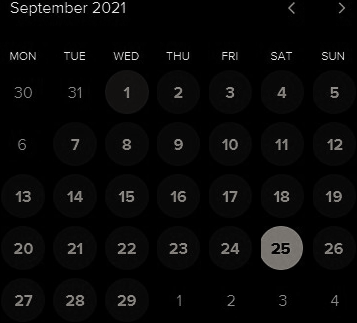 September 2021
MON TUE WED THU FRI SAT SUN
30 31 1 2 3 4 5
6 7 8 9 10 11 12
13 14 15 16 17 18 19
20 21 22 23 24 25 26
27 28 29 1 2 3 4